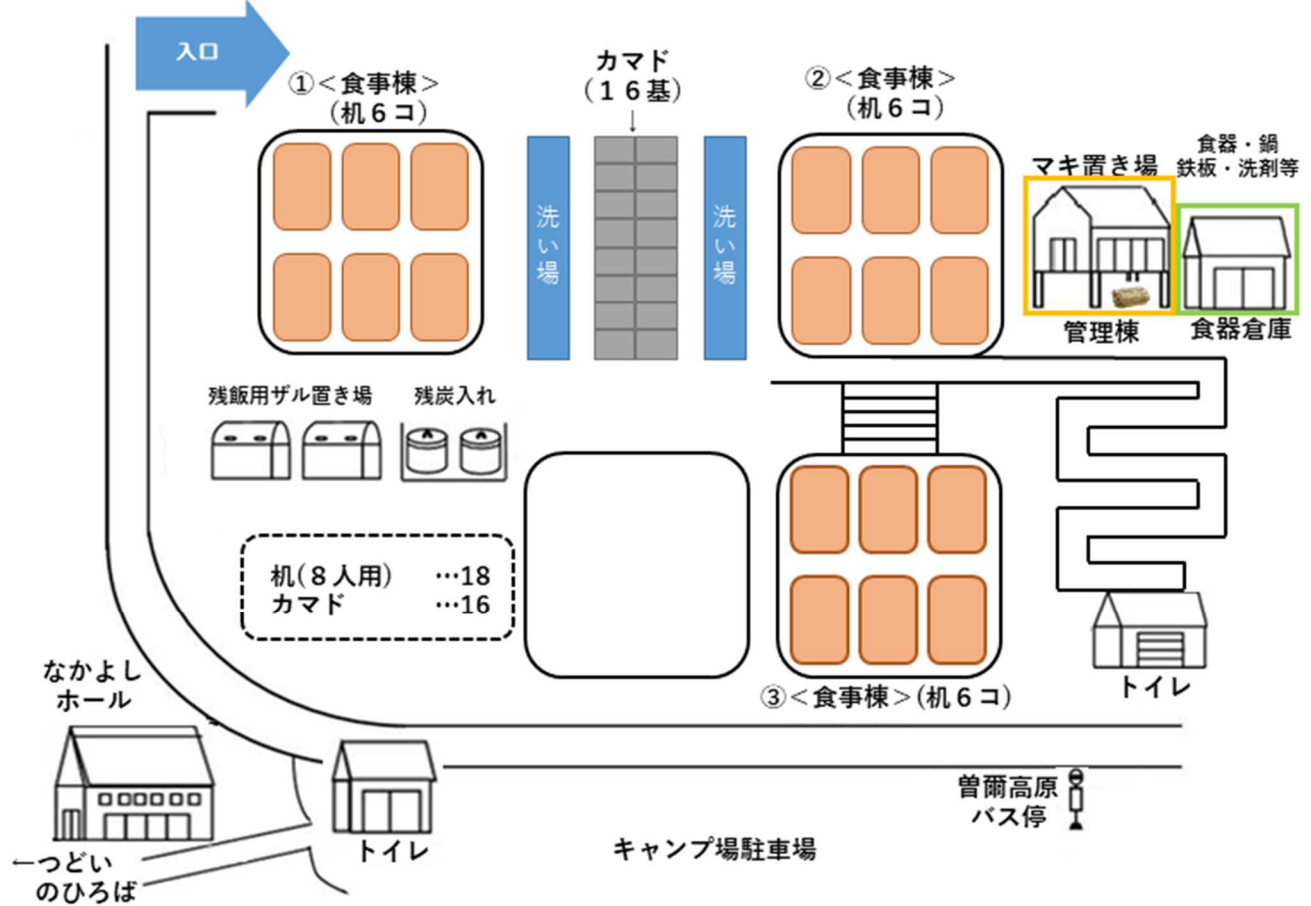 入口
①＜食事棟＞
(机６コ)
カマド
(１６基)
②＜食事棟＞
(机６コ)
洗い場
洗い場
マキ置き場
管理棟
食器・鍋
鉄板・洗剤等
食器倉庫
残飯用ザル置き場
残炭入れ
机(８人用) …18
カマド …16
③＜食事棟＞(机６コ)
トイレ
なかよし
ホール
←つどい
のひろば
トイレ
キャンプ場駐車場
曽爾高原
バス停